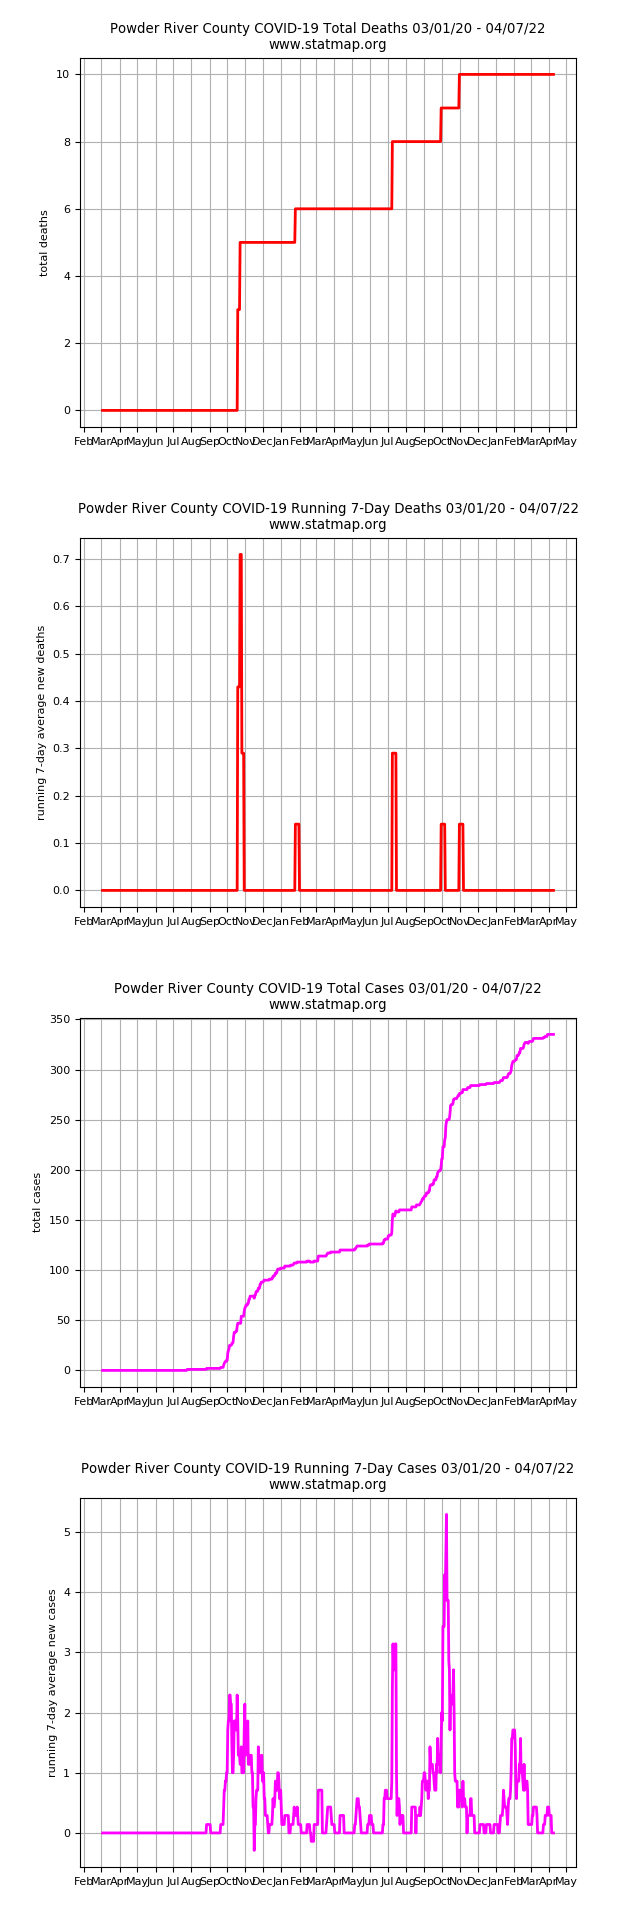 Powder River County COVID-19 Total Deaths 03/01/20 - 04/07/22
www.statmap.org
10
8
6
4
2
0
total deaths
Feb Mar Apr May Jun Jul Aug Sep Oct Nov Dec Jan Feb Mar Apr May Jun Jul Aug Sep Oct Nov Dec Jan Feb Mar Apr May
Powder River County COVID-19 Running 7-Day Deaths 03/01/20 - 04/07/22
www.statmap.org
0.7
0.6
0.5
0.4
0.3
0.2
0.1
0.0
running 7-day average new deaths
Feb Mar Apr May Jun Jul Aug Sep Oct Nov Dec Jan Feb Mar Apr May Jun Jul Aug Sep Oct Nov Dec Jan Feb Mar Apr May
Powder River County COVID-19 Total Cases 03/01/20 - 04/07/22
www.statmap.org
350
300
250
200
150
100
50
0
total cases
Feb Mar Apr May Jun Jul Aug Sep Oct Nov Dec Jan Feb Mar Apr May Jun Jul Aug Sep Oct Nov Dec Jan Feb Mar Apr May
Powder River County COVID-19 Running 7-Day Cases 03/01/20 - 04/07/22
www.statmap.org
5
4
3
2
1
0
running 7-day average new cases
Feb Mar Apr May Jun Jul Aug Sep Oct Nov Dec Jan Feb Mar Apr May Jun Jul Aug Sep Oct Nov Dec Jan Feb Mar Apr May